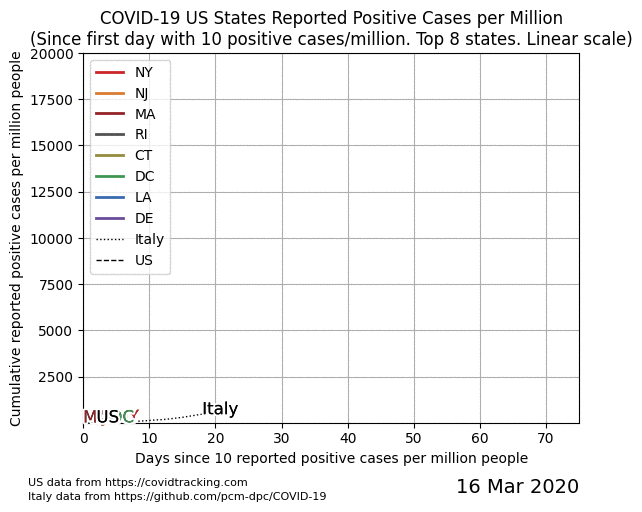 COVID-19 US States Reported Positive Cases per Million
(Since first day with 10 positive cases/million. Top 8 states. Linear scale)
Cumulative reported positive cases per million people
20000
17500
15000
12500
10000
7500
5000
2500
NY
NJ
MA
RI
CT
DC
LA
DE
Italy
US
US
Italy
0 10 20 30 40 50 60 70
Days since 10 reported positive cases per million people
US data from https://covidtracking.com
Italy data from https://github.com/pcm-dpc/COVID-19
16 Mar 2020